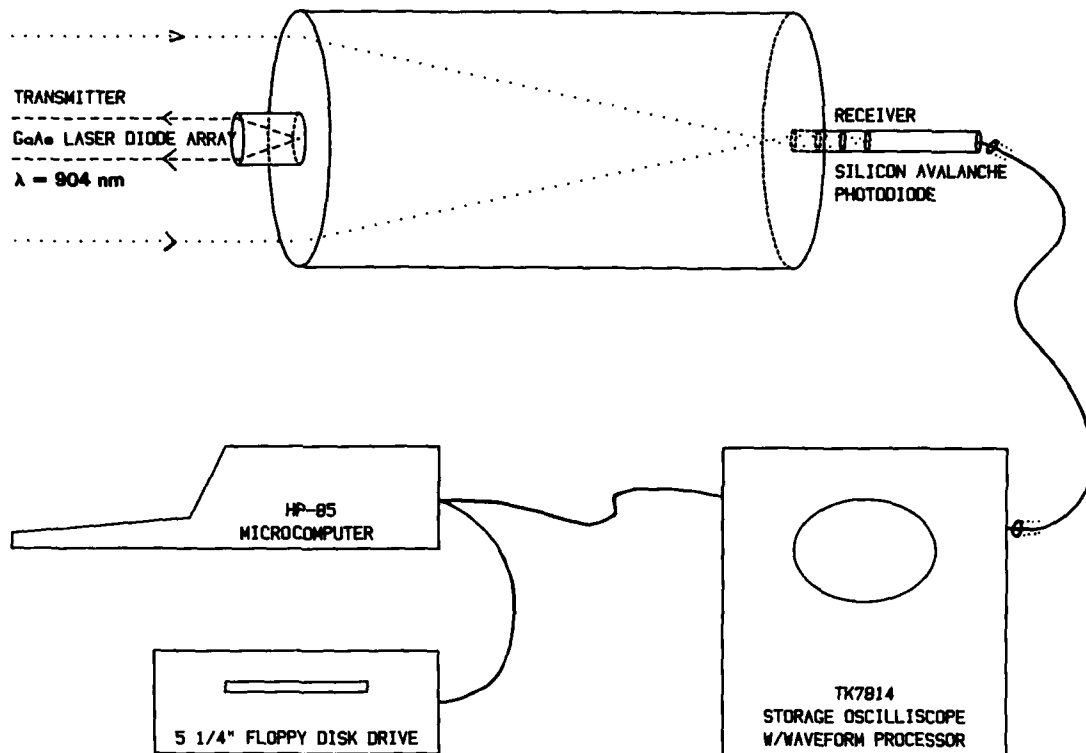 TRANSMITTER
GaAs LASER DIODE ARRAY
λ = 904 nm
RECEIVER
SILICON AVALANCHE
PHOTODIODE
HP-85
MICROCOMPUTER
5 1/4" FLOPPY DISK DRIVE
TK7814
STORAGE OSCILLISCOPE
W/WAVEFORM PROCESSOR